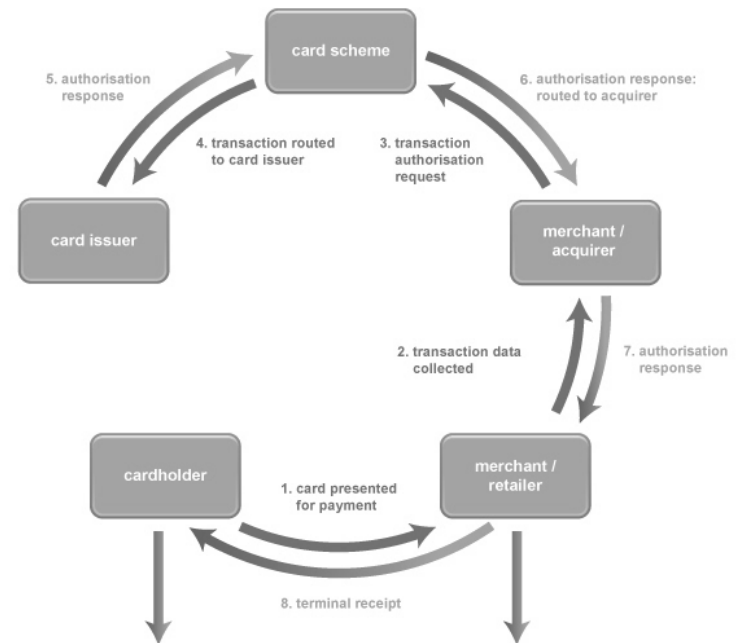 card scheme
5. authorisation
response
6. authorisation response:
routed to acquirer
4. transaction routed
to card issuer
3. transaction
authorisation
request
card issuer
merchant /
acquirer
2. transaction data
collected
7. authorisation
response
cardholder
merchant /
retailer
1. card presented
for payment
8. terminal receipt